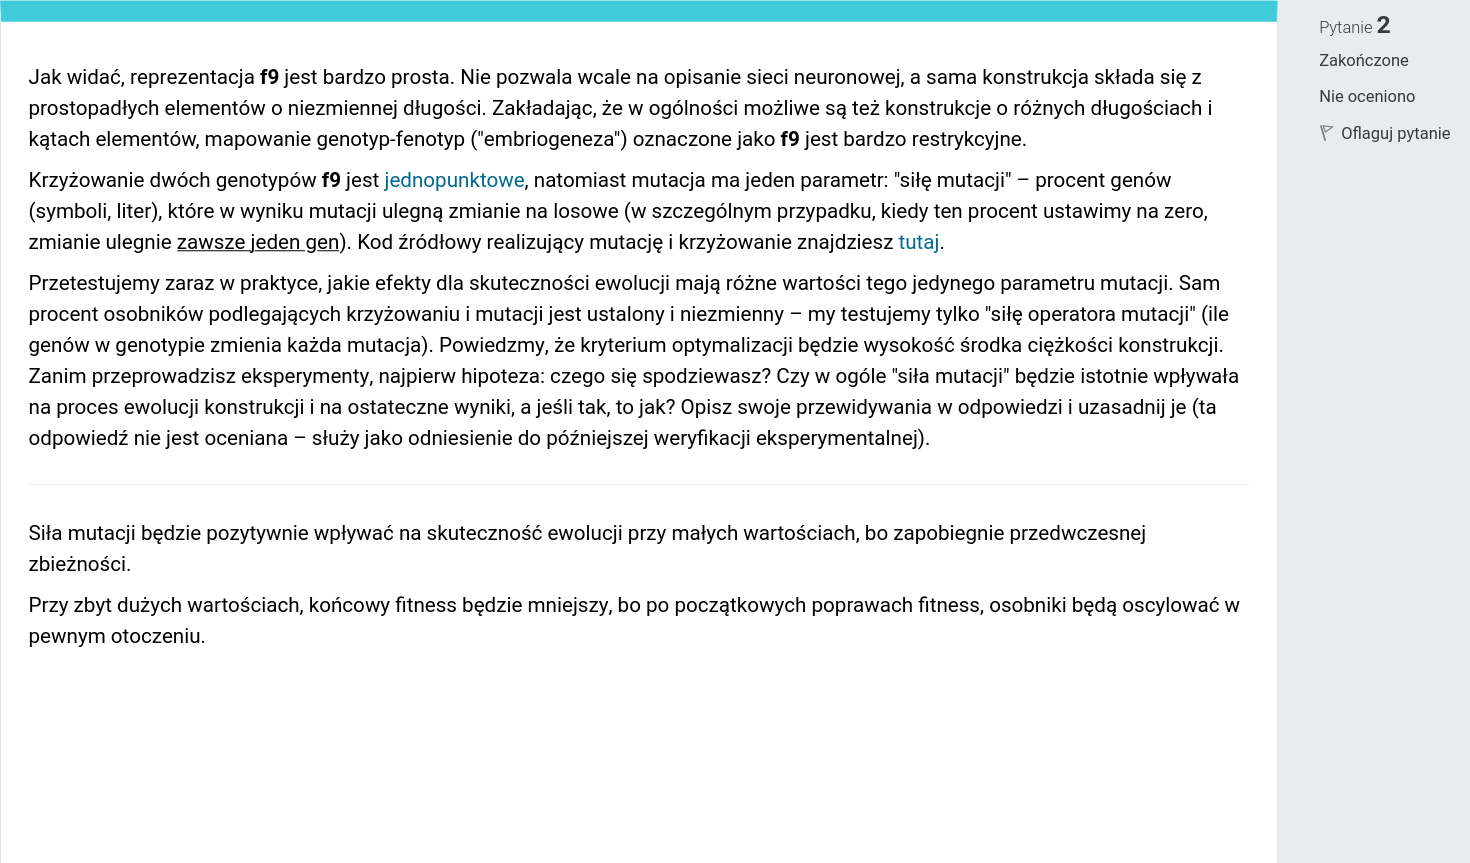 Jak widać, reprezentacja f9 jest bardzo prosta. Nie pozwala wcale na opisanie sieci neuronowej, a sama konstrukcja składa się z
prostopadłych elementów o niezmiennej długości. Zakładając, że w ogólności możliwe są też konstrukcje o różnych długościach i
kątach elementów, mapowanie genotyp-fenotyp ("embriogeneza") oznaczone jako f9 jest bardzo restrykcyjne.
Krzyżowanie dwóch genotypów f9 jest jednopunktowe, natomiast mutacja ma jeden parametr: "siłę mutacji" – procent genów
(symboli, liter), które w wyniku mutacji ulegną zmianie na losowe (w szczególnym przypadku, kiedy ten procent ustawimy na zero,
zmianie ulegnie zawsze jeden gen). Kod źródłowy realizujący mutację i krzyżowanie znajdziesz tutaj.
Przetestujemy zaraz w praktyce, jakie efekty dla skuteczności ewolucji mają różne wartości tego jedynego parametru mutacji. Sam
procent osobników podlegających krzyżowaniu i mutacji jest ustalony i niezmienny – my testujemy tylko "siłę operatora mutacji" (ile
genów w genotypie zmienia każda mutacja). Powiedzmy, że kryterium optymalizacji będzie wysokość środka ciężkości konstrukcji.
Zanim przeprowadzisz eksperymenty, najpierw hipoteza: czego się spodziewasz? Czy w ogóle "siła mutacji" będzie istotnie wpływała
na proces ewolucji konstrukcji i na ostateczne wyniki, a jeśli tak, to jak? Opisz swoje przewidywania w odpowiedzi i uzasadnij je (ta
odpowiedź nie jest oceniana – służy jako odniesienie do późniejszej weryfikacji eksperymentalnej).
Siła mutacji będzie pozytywnie wpływać na skuteczność ewolucji przy małych wartościach, bo zapobiegnie przedwczesnej
zbieżności.
Przy zbyt dużych wartościach, końcowy fitness będzie mniejszy, bo po początkowych poprawach fitness, osobniki będą oscylować w
pewnym otoczeniu.
Pytanie 2
Zakończone
Nie oceniono
Oflaguj pytanie